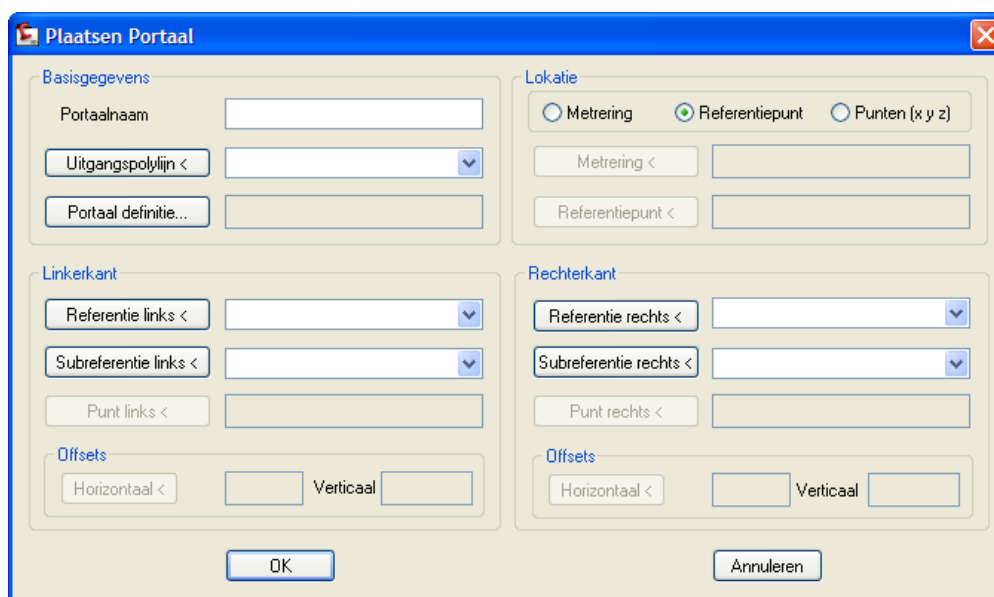 Plaatsen Portaal
Basisgegevens
Portaalnaam
Uitgangspolylijn <
Portaal definitie...
Lokatie
Metrering
Referentiepunt
Punten (x y z)
Metrering <
Referentiepunt <
Linkerkant
Referentie links <
Subreferentie links <
Punt links <
Offsets
Horizontaal <
Verticaal
Rechterkant
Referentie rechts <
Subreferentie rechts <
Punt rechts <
Offsets
Horizontaal <
Verticaal
OK
Annuleren